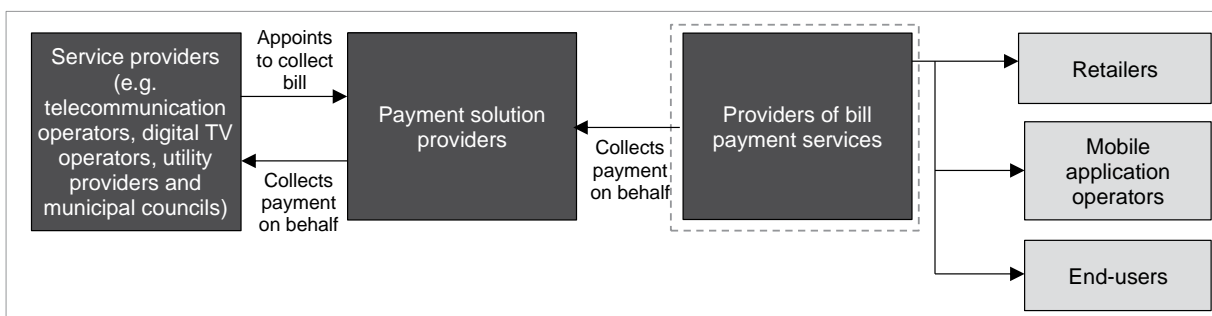 Service providers
(e.g.
telecommunication
operators, digital TV
operators, utility
providers and
municipal councils)
Appoints
to collect
bill
Collects
payment
on behalf
Payment solution
providers
Collects
payment
on behalf
Providers of bill
payment services
Retailers
Mobile
application
operators
End-users